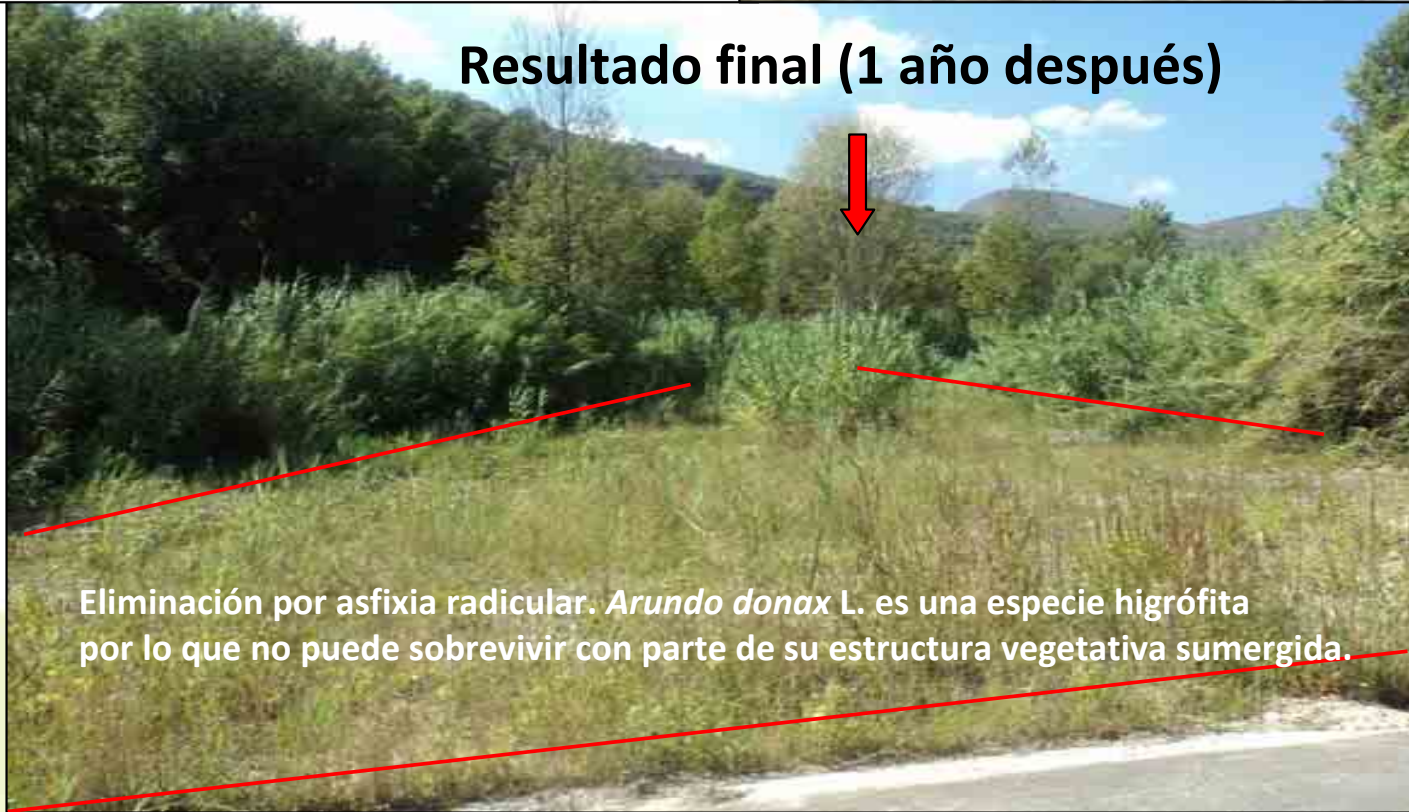 Resultado final (1 año después)
Eliminación por asfixia radicular. Arundo donax L. es una especie higrófita
por lo que no puede sobrevivir con parte de su estructura vegetativa sumergida.